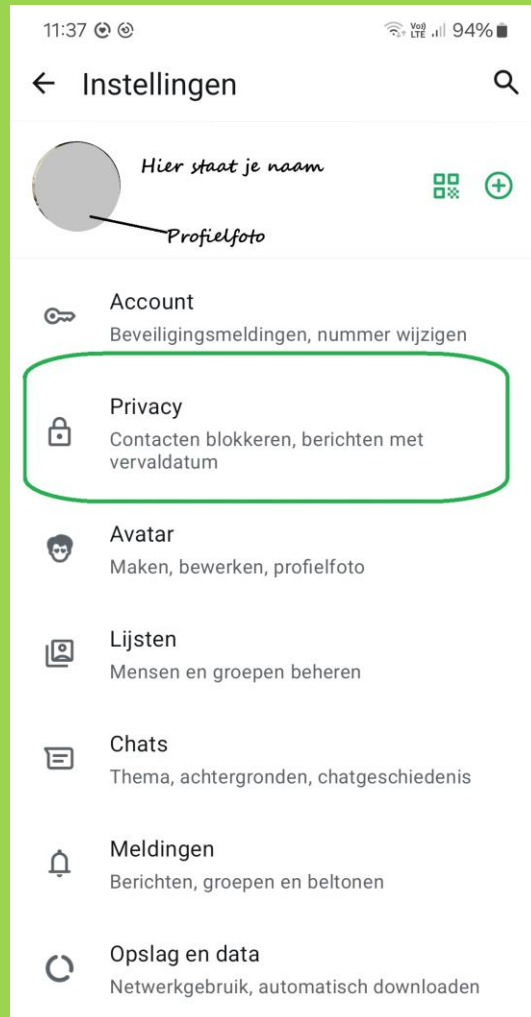 11:37
Vo)) LTE 94%
Instellingen
Hier staat je naam
Profielfoto
Account
Beveiligingsmeldingen, nummer wijzigen
Privacy
Contacten blokkeren, berichten met
vervaldatum
Avatar
Maken, bewerken, profielfoto
Lijsten
Mensen en groepen beheren
Chats
Thema, achtergronden, chatgeschiedenis
Meldingen
Berichten, groepen en beltonen
Opslag en data
Netwerkgebruik, automatisch downloaden